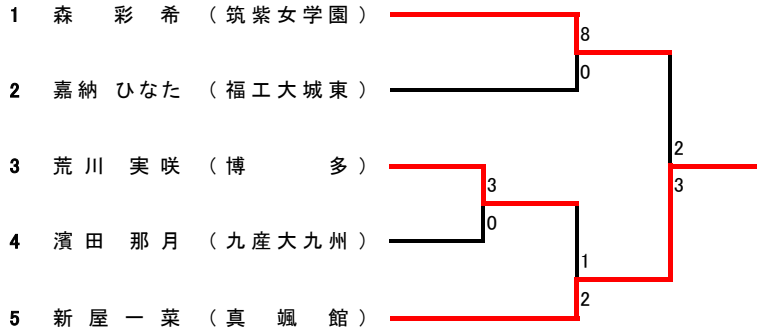 1 森 彩 希 （ 筑 紫 女 学 園 ）
8
0
2 嘉納 ひなた （ 福 工 大 城 東 ）
2
3 荒 川 実 咲 （ 博 多 ）
3
3
0
4 濱 田 那 月 （ 九 産 大 九 州 ）
1
2
5 新 屋 一 菜 （ 真 颯 館 ）